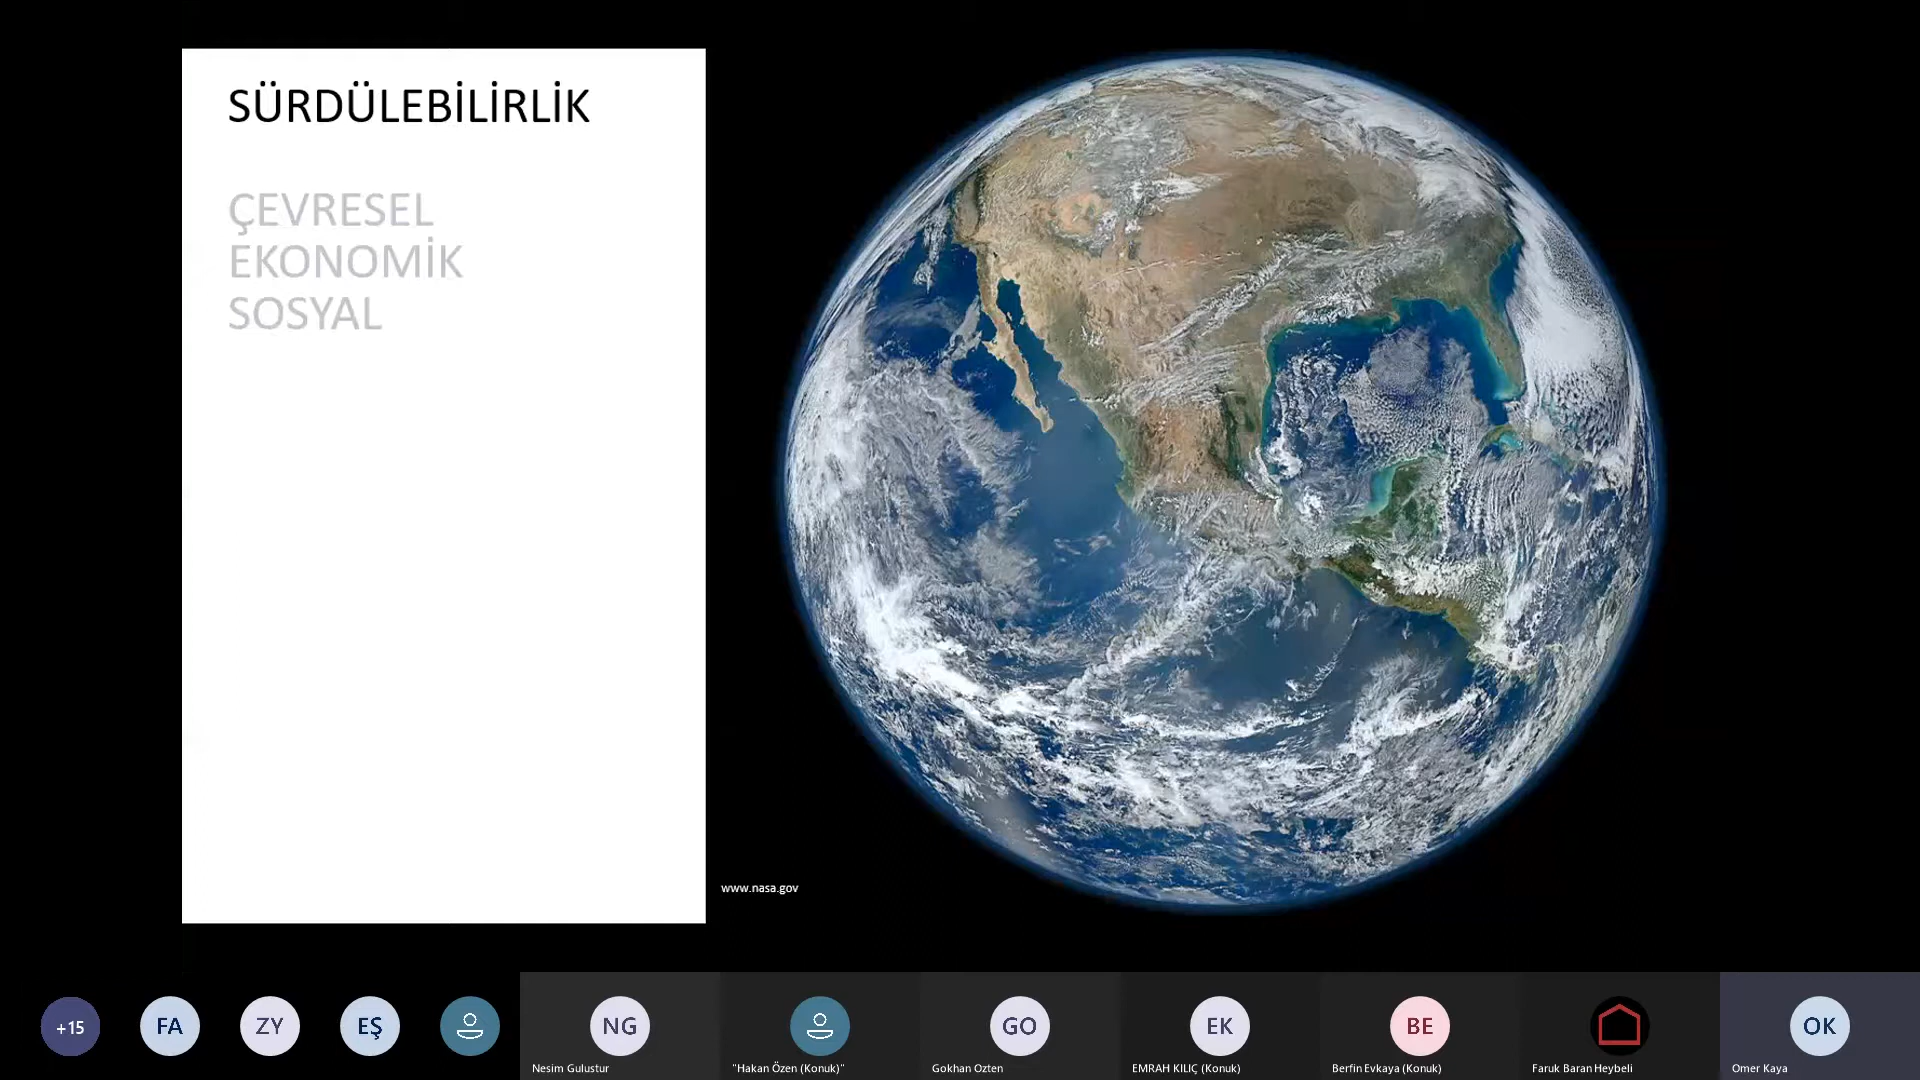 SÜRDÜLEBİLİRLİK
ÇEVRESEL
EKONOMİK
SOSYAL
www.nasa.gov
+15
FA
ZY
EŞ
NG
GO
EK
BE
OK
Nesim Gulustur
"Hakan Özen (Konuk)"
Gokhan Ozten
EMRAH KILIÇ (Konuk)
Berfin Evkaya (Konuk)
Faruk Baran Heybeli
Omer Kaya